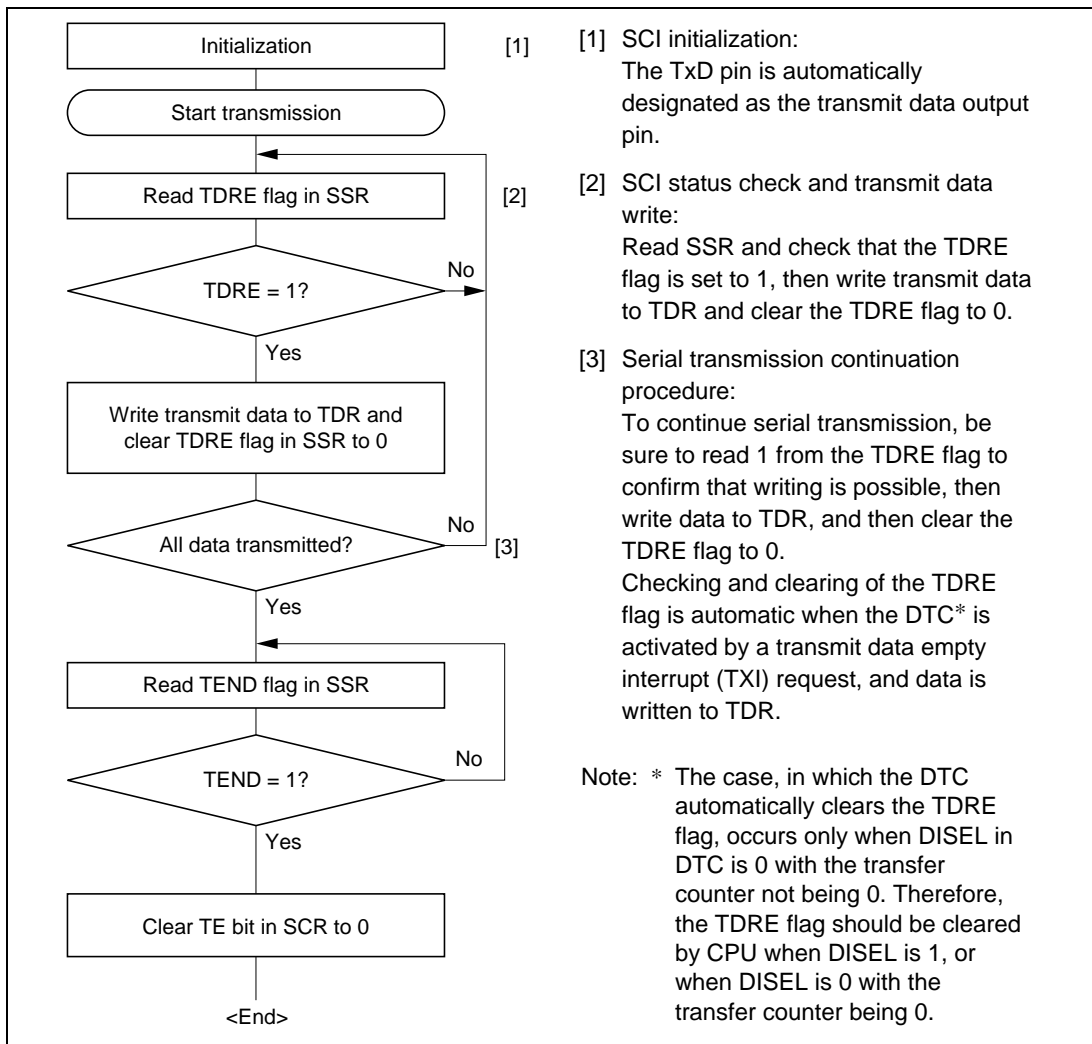 Initialization
[1]
Start transmission
Read TDRE flag in SSR
[2]
TDRE = 1?
No
Yes
Write transmit data to TDR and
clear TDRE flag in SSR to 0
All data transmitted?
No
[3]
Yes
Read TEND flag in SSR
TEND = 1?
No
Yes
Clear TE bit in SCR to 0
<End>
[1] SCI initialization:
The TxD pin is automatically
designated as the transmit data output
pin.
[2] SCI status check and transmit data
write:
Read SSR and check that the TDRE
flag is set to 1, then write transmit data
to TDR and clear the TDRE flag to 0.
[3] Serial transmission continuation
procedure:
To continue serial transmission, be
sure to read 1 from the TDRE flag to
confirm that writing is possible, then
write data to TDR, and then clear the
TDRE flag to 0.
Checking and clearing of the TDRE
flag is automatic when the DTC* is
activated by a transmit data empty
interrupt (TXI) request, and data is
written to TDR.
Note: * The case, in which the DTC
automatically clears the TDRE
flag, occurs only when DISEL in
DTC is 0 with the transfer
counter not being 0. Therefore,
the TDRE flag should be cleared
by CPU when DISEL is 1, or
when DISEL is 0 with the
transfer counter being 0.